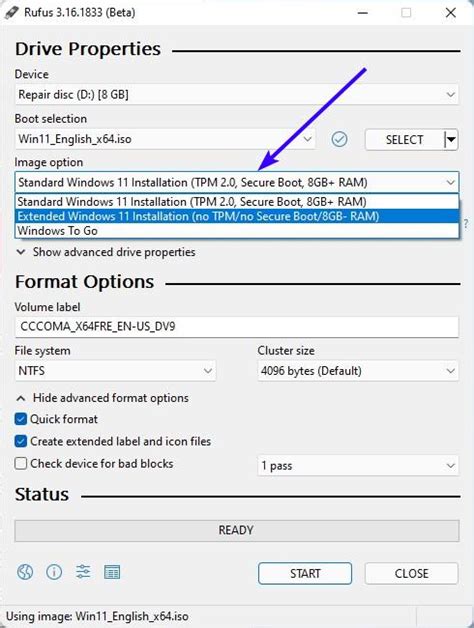 Rufus 3.16.1833 (Beta)
Drive Properties
Device
Repair disc (D:) [8 GB]
Boot selection
Win11_English_x64.iso
SELECT
Image option
Standard Windows 11 Installation (TPM 2.0, Secure Boot, 8GB+ RAM)
Standard Windows 11 Installation (TPM 2.0, Secure Boot, 8GB+ RAM)
Extended Windows 11 Installation (no TPM/no Secure Boot/8GB- RAM)
Windows To Go
?
Show advanced drive properties
Format Options
Volume label
CCCOMA_X64FRE_EN-US_DV9
File system Cluster size
NTFS 4096 bytes (Default)
Hide advanced format options
Quick format
Create extended label and icon files
Check device for bad blocks 1 pass
Status
READY
START CLOSE
Using image: Win11_English_x64.iso